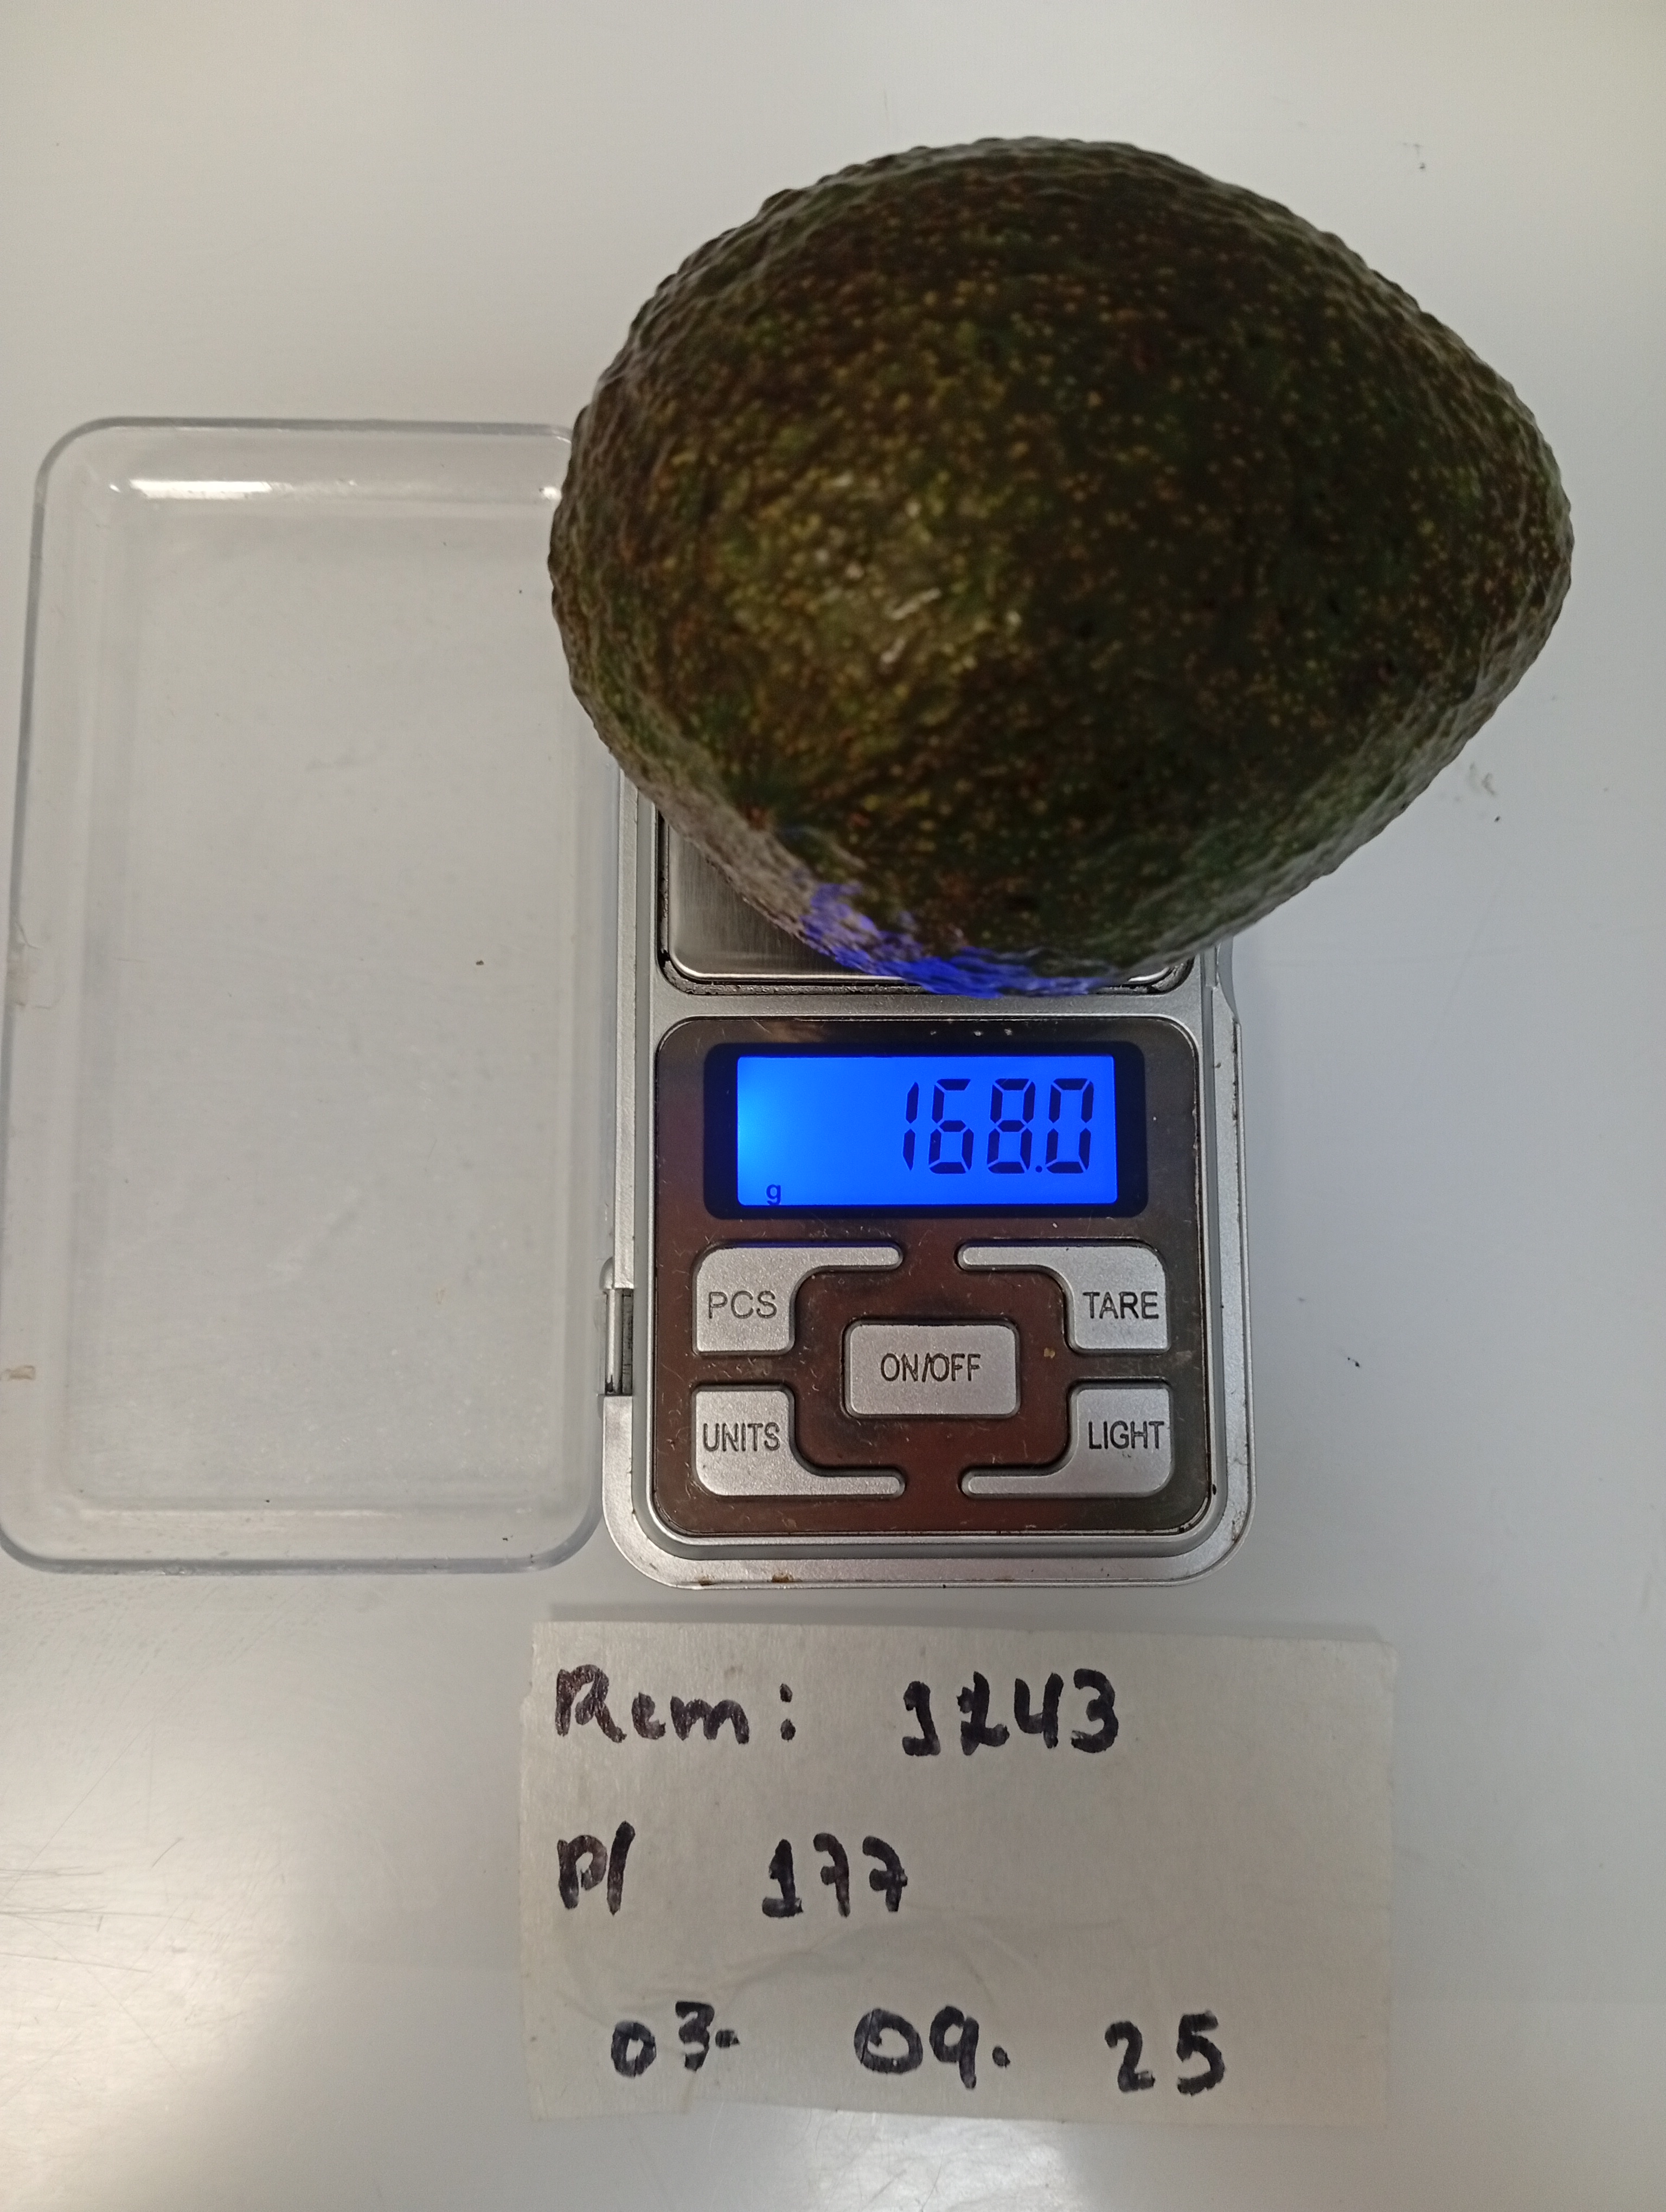 168.0
g
PCS
TARE
ON/OFF
UNITS
LIGHT
Rem: 1243
P/ 177
03- 09. 25